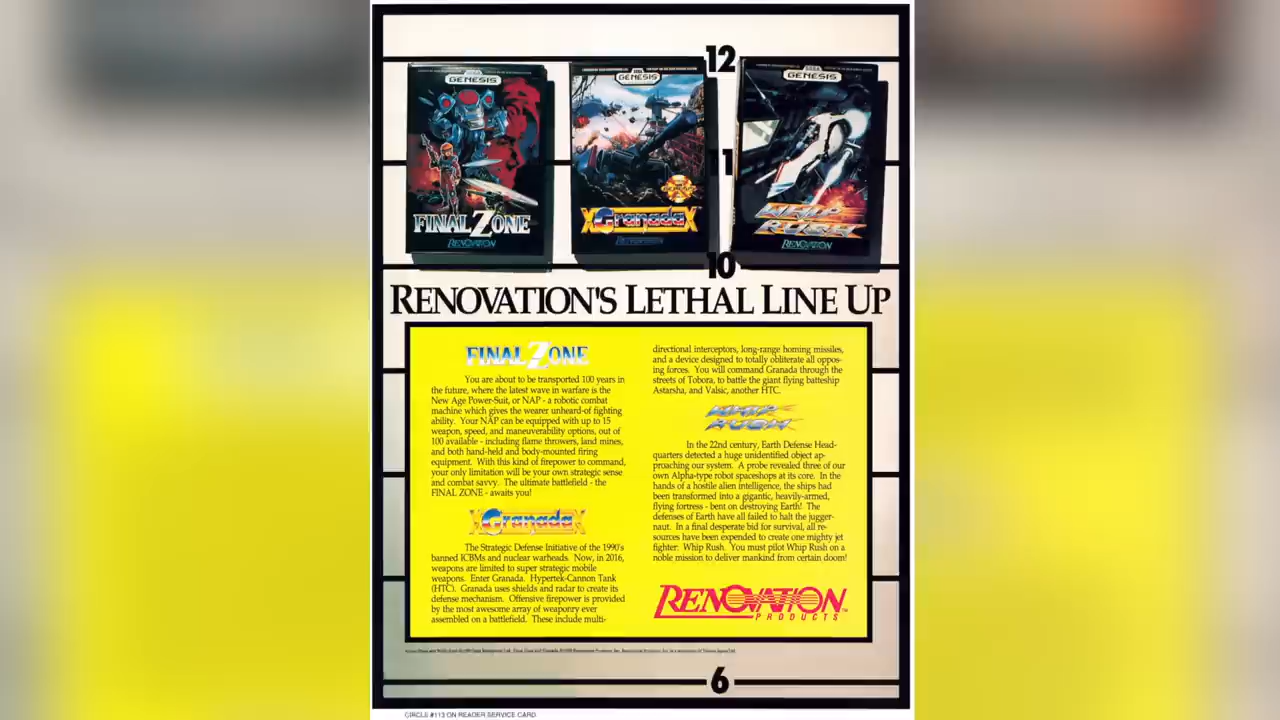 12
GENESIS
GENESIS
SEGA
GENESIS
11
FINAL ZONE
RENOVATION
Granada
WHIP
RUSH
RENOVATION
10
RENOVATION'S LETHAL LINE UP
FINAL ZONE
You are about to be transported 100 years in
the future, where the latest wave in warfare is the
New Age Power-Suit, or NAP - a robotic combat
machine which gives the wearer unheard-of fighting
ability. Your NAP can be equipped with up to 15
weapon, speed, and maneuverability options, out of
100 available - including flame throwers, land mines,
and both hand-held and body-mounted firing
equipment. With this kind of firepower to command,
your only limitation will be your own strategic sense
and combat savvy. The ultimate battlefield - the
FINAL ZONE - awaits you!
Granada
The Strategic Defense Initiative of the 1990's
banned ICBMs and nuclear warheads. Now, in 2016,
weapons are limited to super strategic mobile
weapons. Enter Granada. Hypertek-Cannon Tank
(HTC). Granada uses shields and radar to create its
defense mechanism. Offensive firepower is provided
by the most awesome array of weaponry ever
assembled on a battlefield. These include multi-
directional interceptors, long-range homing missiles,
and a device designed to totally obliterate all oppos-
ing forces. You will command Granada through the
streets of Tobora, to battle the giant flying batteship
Astarsha, and Valsic, another HTC.
WHIP
RUSH
In the 22nd century, Earth Defense Head-
quarters detected a huge unidentified object ap-
proaching our system. A probe revealed three of our
own Alpha-type robot spaceshops at its core. In the
hands of a hostile alien intelligence, the ships had
been transformed into a gigantic, heavily-armed,
flying fortress - bent on destroying Earth! The
defenses of Earth have all failed to halt the jugger-
naut. In a final desperate bid for survival, all re-
sources have been expended to create one mighty jet
fighter: Whip Rush. You must pilot Whip Rush on a
noble mission to deliver mankind from certain doom!
RENOVATION™
PRODUCTS
6
CIRCLE #113 ON READER SERVICE CARD